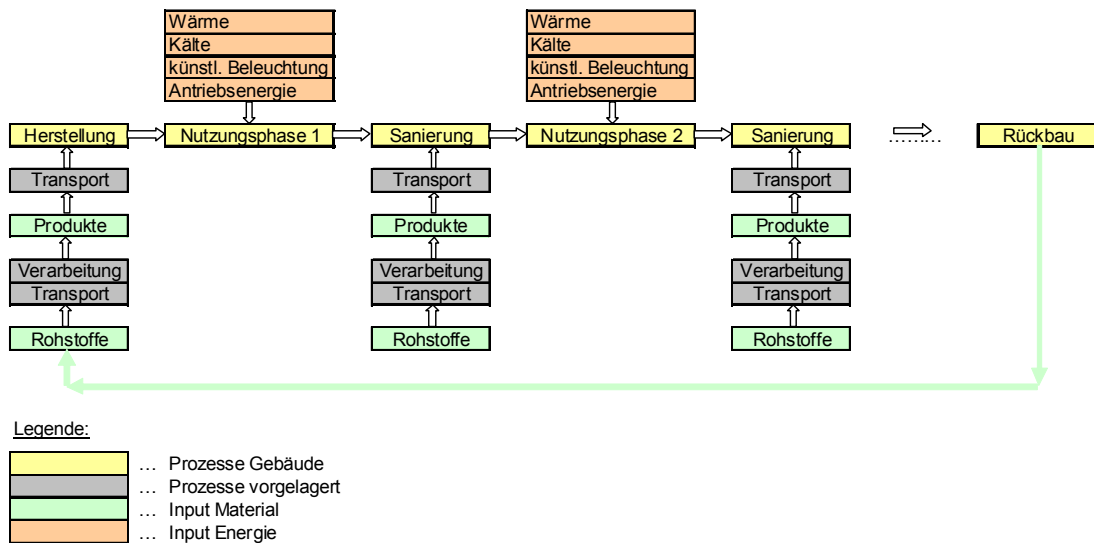 Wärme
Kälte
künstl. Beleuchtung
Antriebsenergie
Wärme
Kälte
künstl. Beleuchtung
Antriebsenergie
Herstellung
Nutzungsphase 1
Sanierung
Nutzungsphase 2
Sanierung
.........
Rückbau
Transport
Transport
Transport
Produkte
Produkte
Produkte
Verarbeitung
Verarbeitung
Verarbeitung
Transport
Transport
Transport
Rohstoffe
Rohstoffe
Rohstoffe
Legende:
… Prozesse Gebäude
… Prozesse vorgelagert
… Input Material
… Input Energie